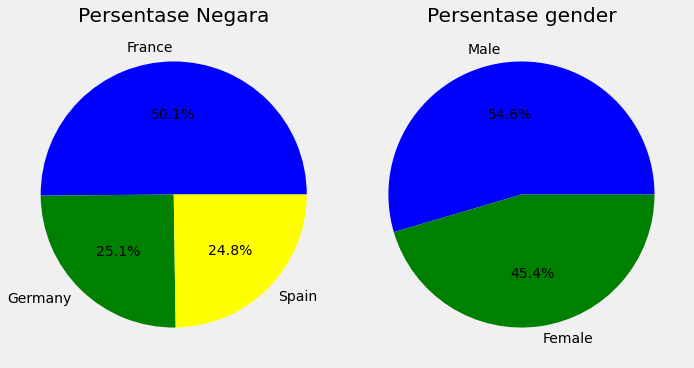 Persentase Negara
France
50.1%
25.1%
24.8%
Germany
Spain
Persentase gender
Male
54.6%
45.4%
Female